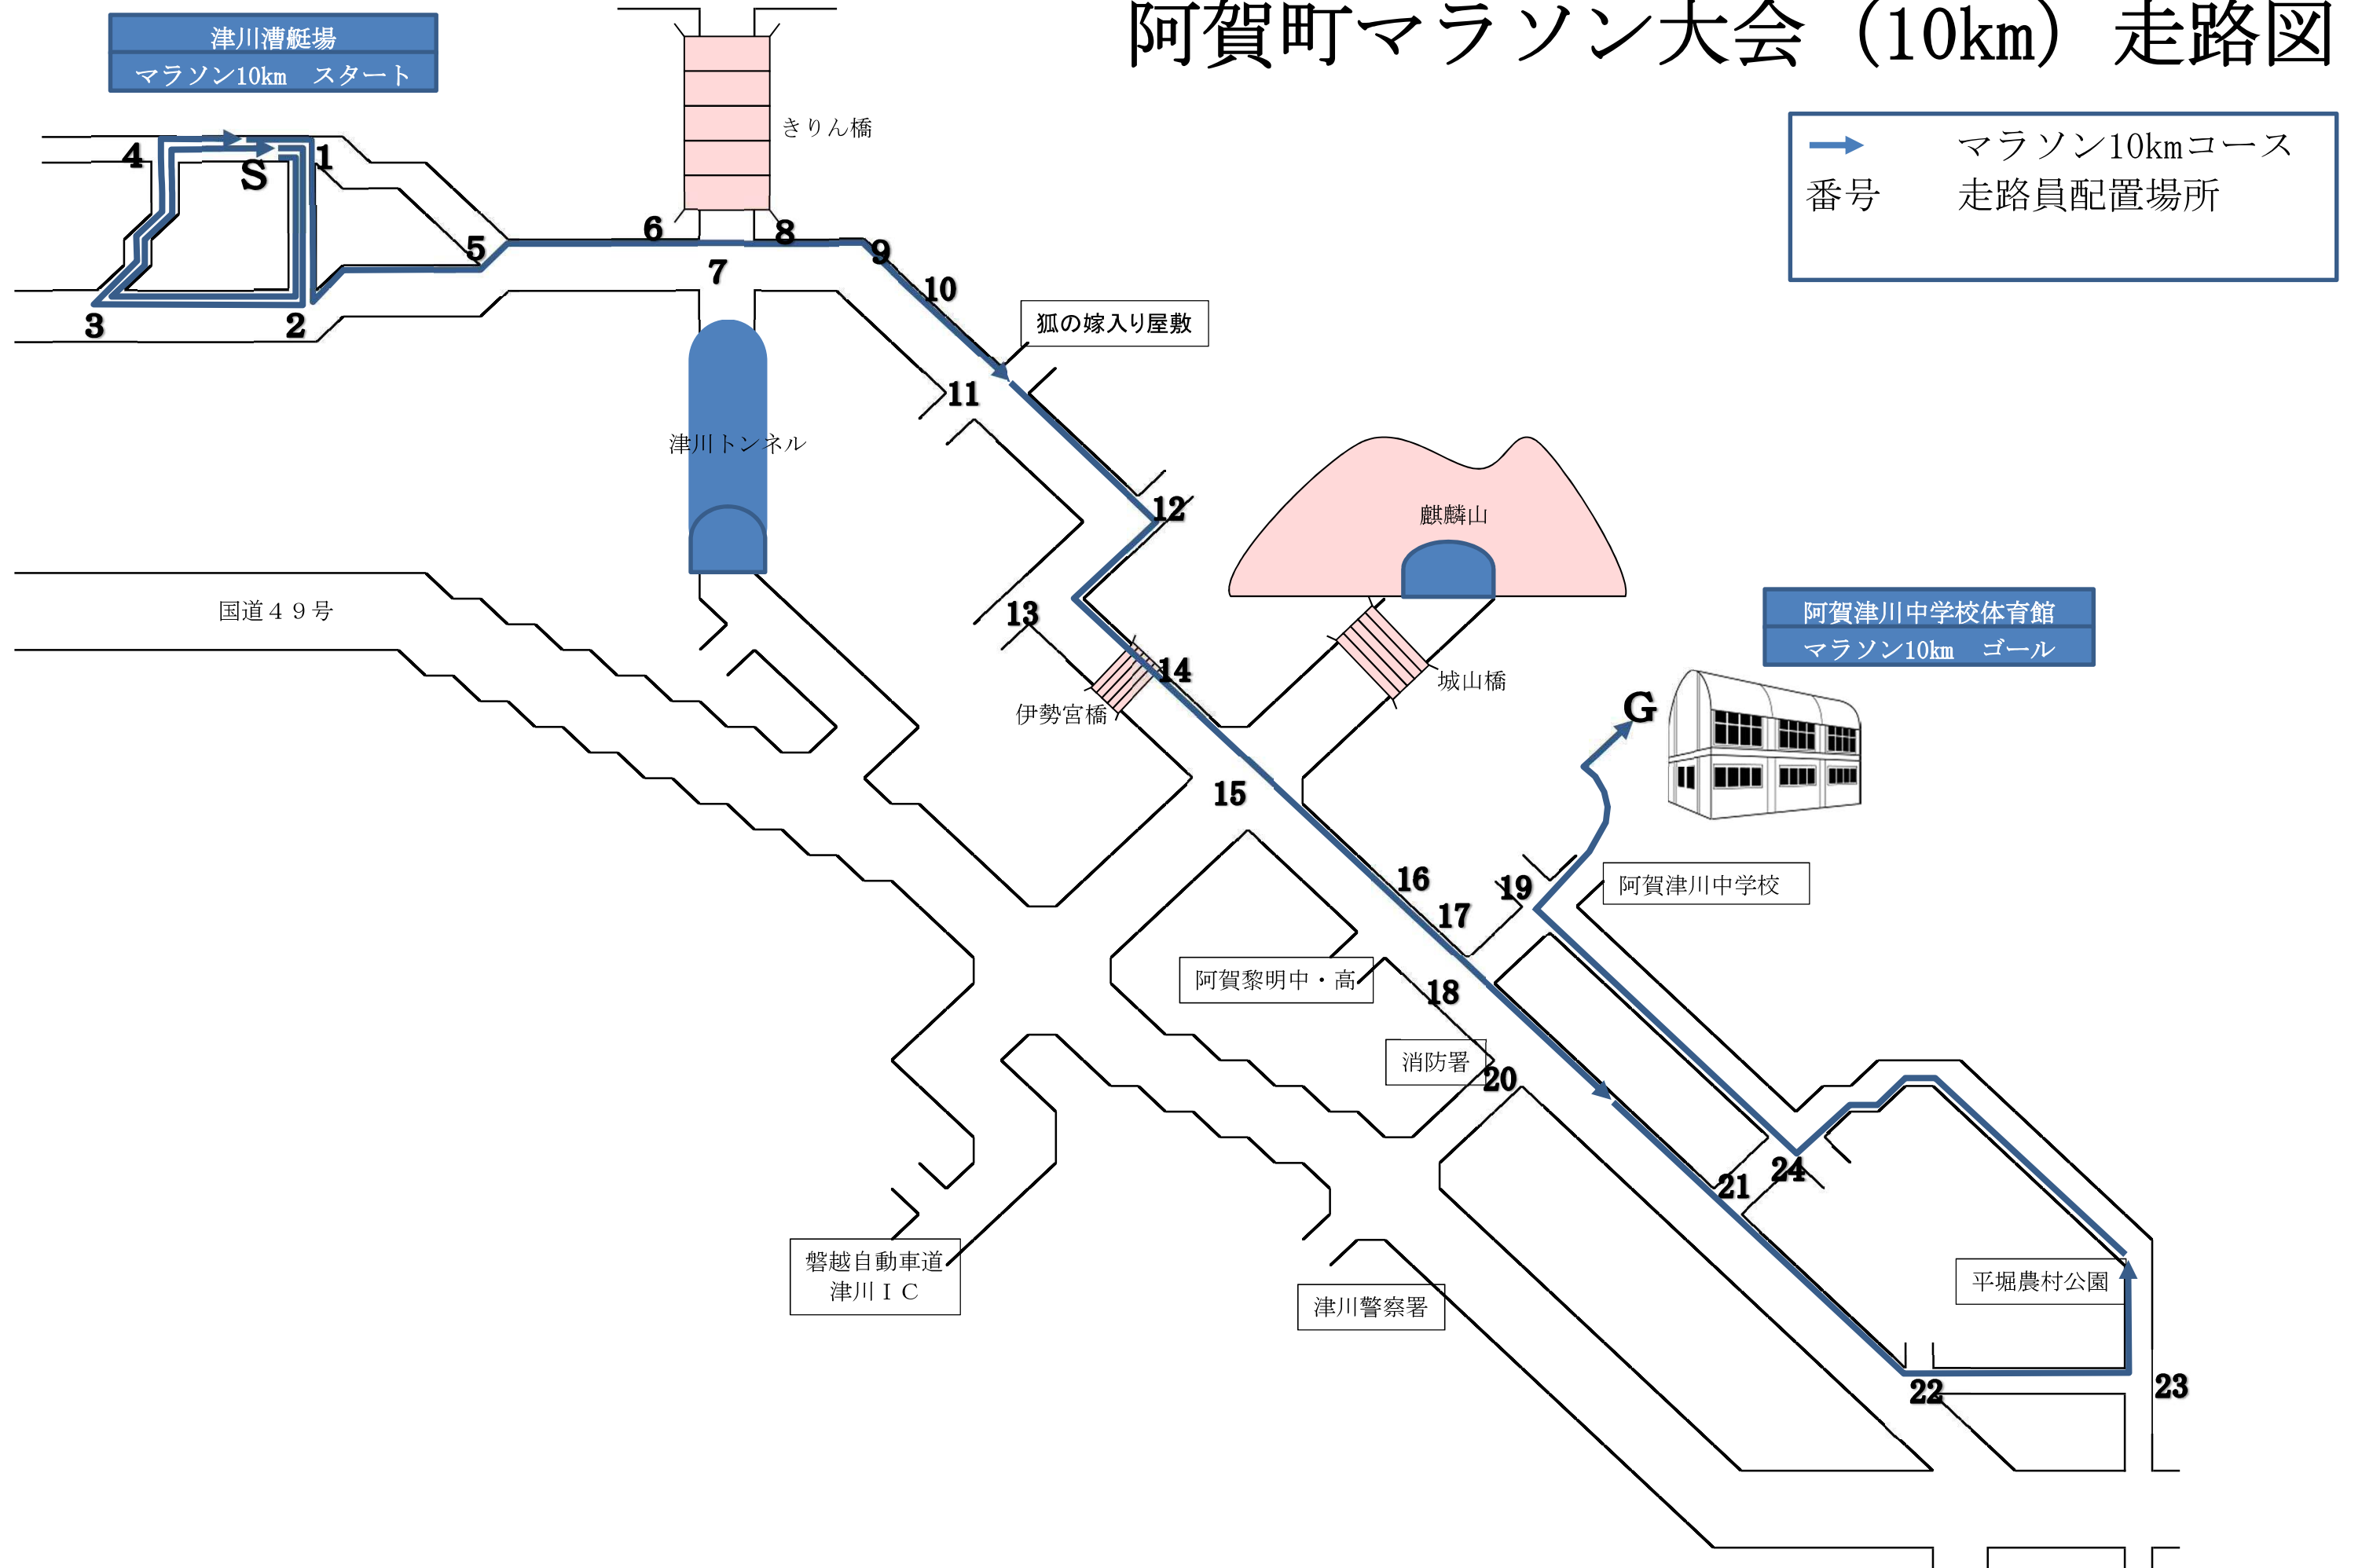 阿賀町マラソン大会（10km） 走路図
津川漕艇場
マラソン10km　スタート
きりん橋
マラソン10kmコース
番号　走路員配置場所
4
S
1
3
2
5
6
7
8
9
10
狐の嫁入り屋敷
11
津川トンネル
12
麒麟山
国道４９号
13
14
伊勢宮橋
城山橋
阿賀津川中学校体育館
マラソン10km　ゴール
G
15
16
17
19
阿賀津川中学校
阿賀黎明中・高
18
消防署
20
21
24
磐越自動車道
津川ＩＣ
津川警察署
平堀農村公園
22
23